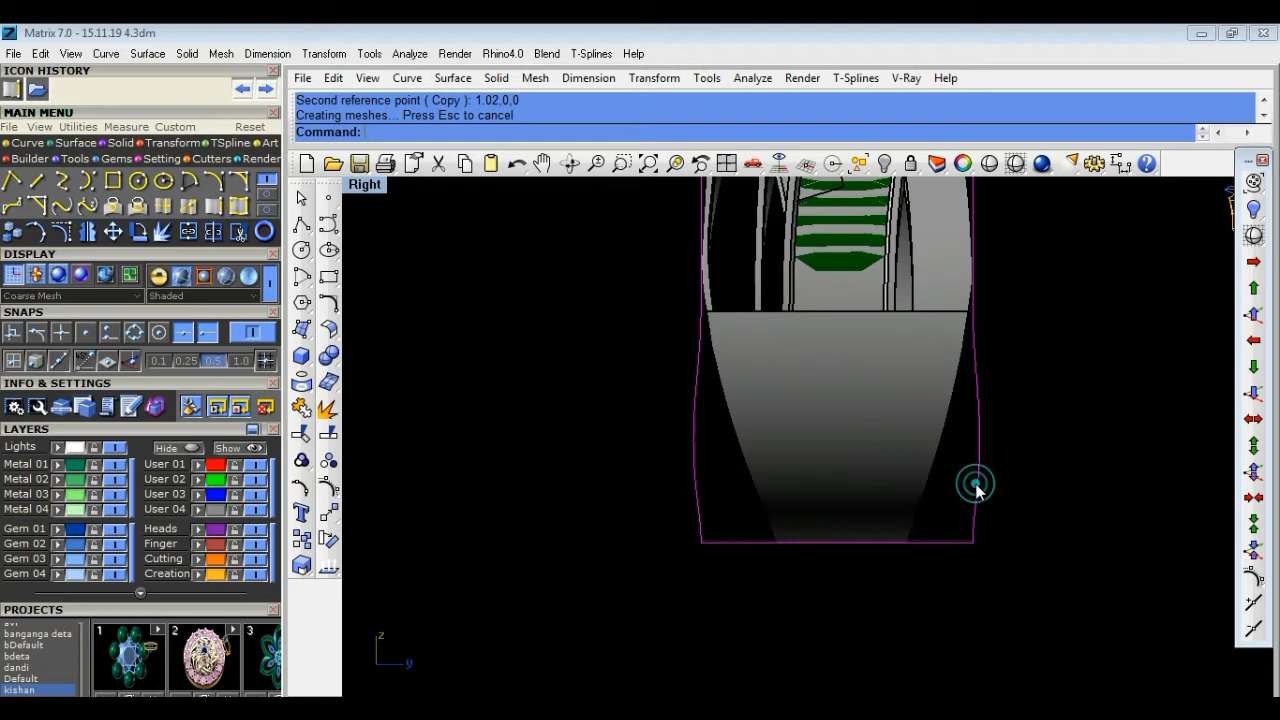 Matrix 7.0 - 15.11.19 4.3dm
File Edit View Curve Surface Solid Mesh Dimension Transform Tools Analyze Render Rhino4.0 Blend T-Splines Help
ICON HISTORY
MAIN MENU
File View Utilities Measure Custom Reset
Curve Surface Solid Transform TSpline Art
Builder Tools Gems Setting Cutters Render
DISPLAY
Coarse Mesh Shaded
SNAPS
0.1 0.25 0.5 1.0
INFO & SETTINGS
LAYERS
Lights Hide Show
Metal 01 User 01
Metal 02 User 02
Metal 03 User 03
Metal 04 User 04
Gem 01 Heads
Gem 02 Finger
Gem 03 Cutting
Gem 04 Creation
PROJECTS
banganga deta
bDefault
bdeta
dandi
Default
kishan
1 2 3
File Edit View Curve Surface Solid Mesh Dimension Transform Tools Analyze Render T-Splines V-Ray Help
Second reference point ( Copy ): 1.02,0,0
Creating meshes... Press Esc to cancel
Command:
Right
z
y